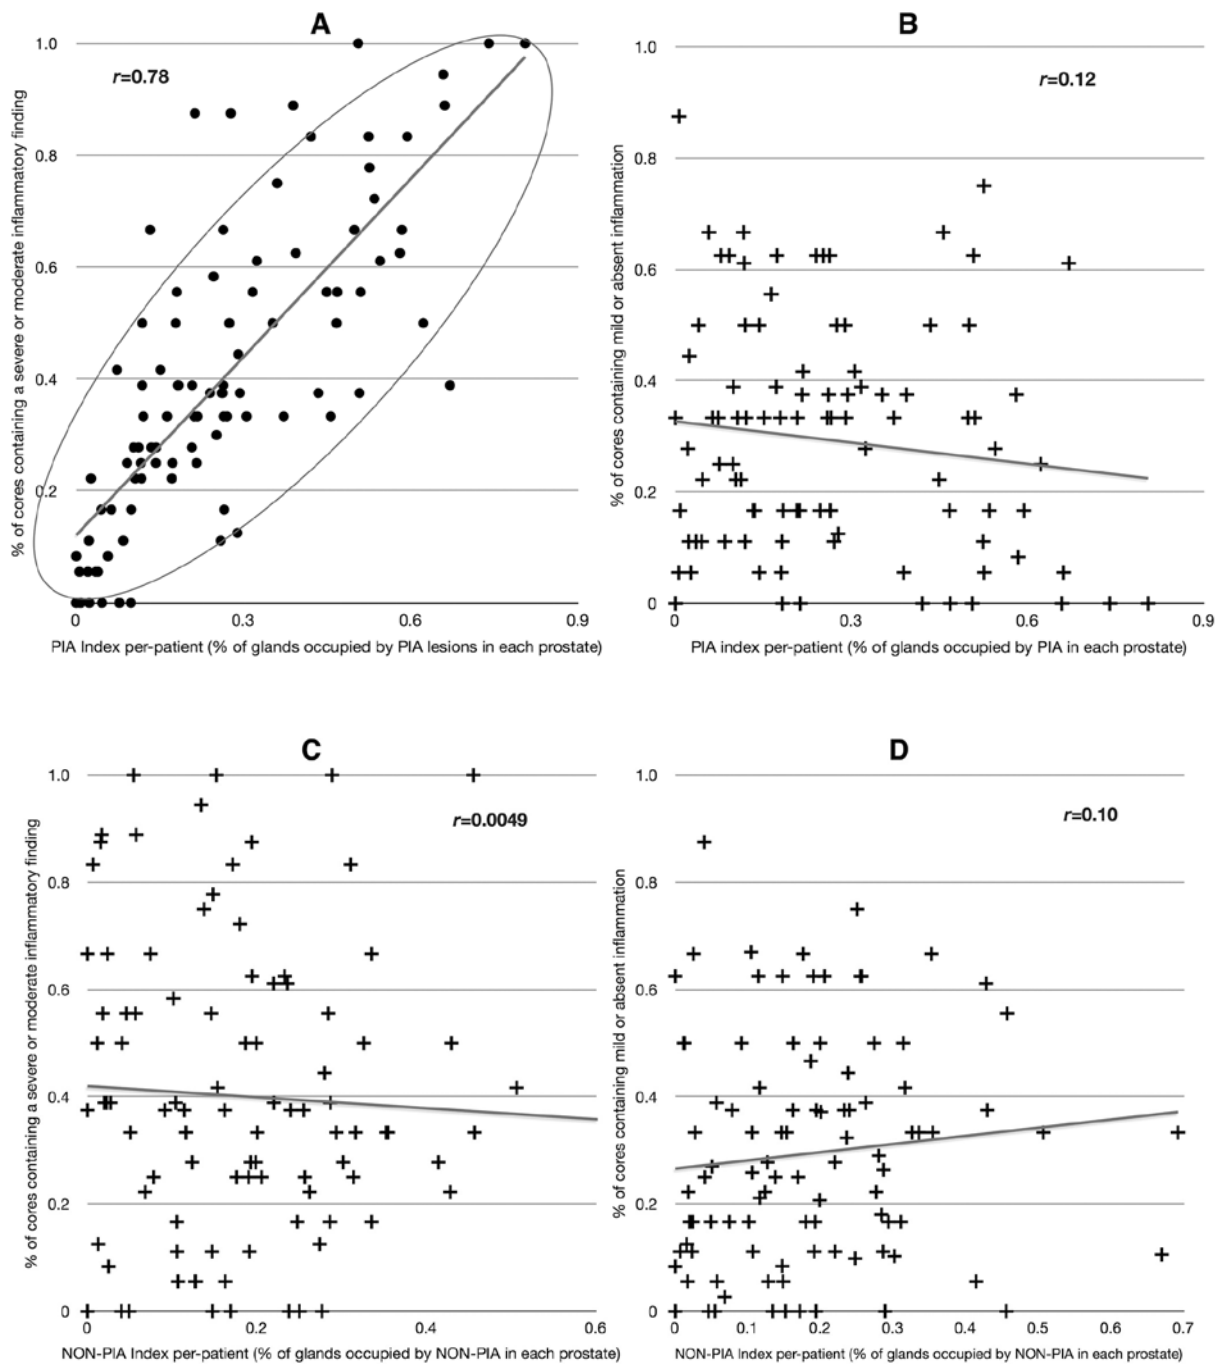 A
r=0.78
% of cores containing a severe or moderate inflammatory finding
1.0
0.8
0.6
0.4
0.2
0
0
0.3
0.6
0.9
PIA Index per-patient (% of glands occupied by PIA lesions in each prostate)
B
r=0.12
% of cores containing mild or absent inflammation
1.0
0.8
0.6
0.4
0.2
0
0
0.3
0.6
0.9
PIA index per-patient (% of glands occupied by PIA in each prostate)
C
r=0.0049
% of cores containing a severe or moderate inflammatory finding
1.0
0.8
0.6
0.4
0.2
0
0
0.2
0.4
0.6
NON-PIA Index per-patient (% of glands occupied by NON-PIA in each prostate)
D
r=0.10
% of cores containing mild or absent inflammation
1.0
0.8
0.6
0.4
0.2
0
0
0.1
0.2
0.3
0.4
0.5
0.6
0.7
NON-PIA Index per-patient (% of glands occupied by NON-PIA in each prostate)